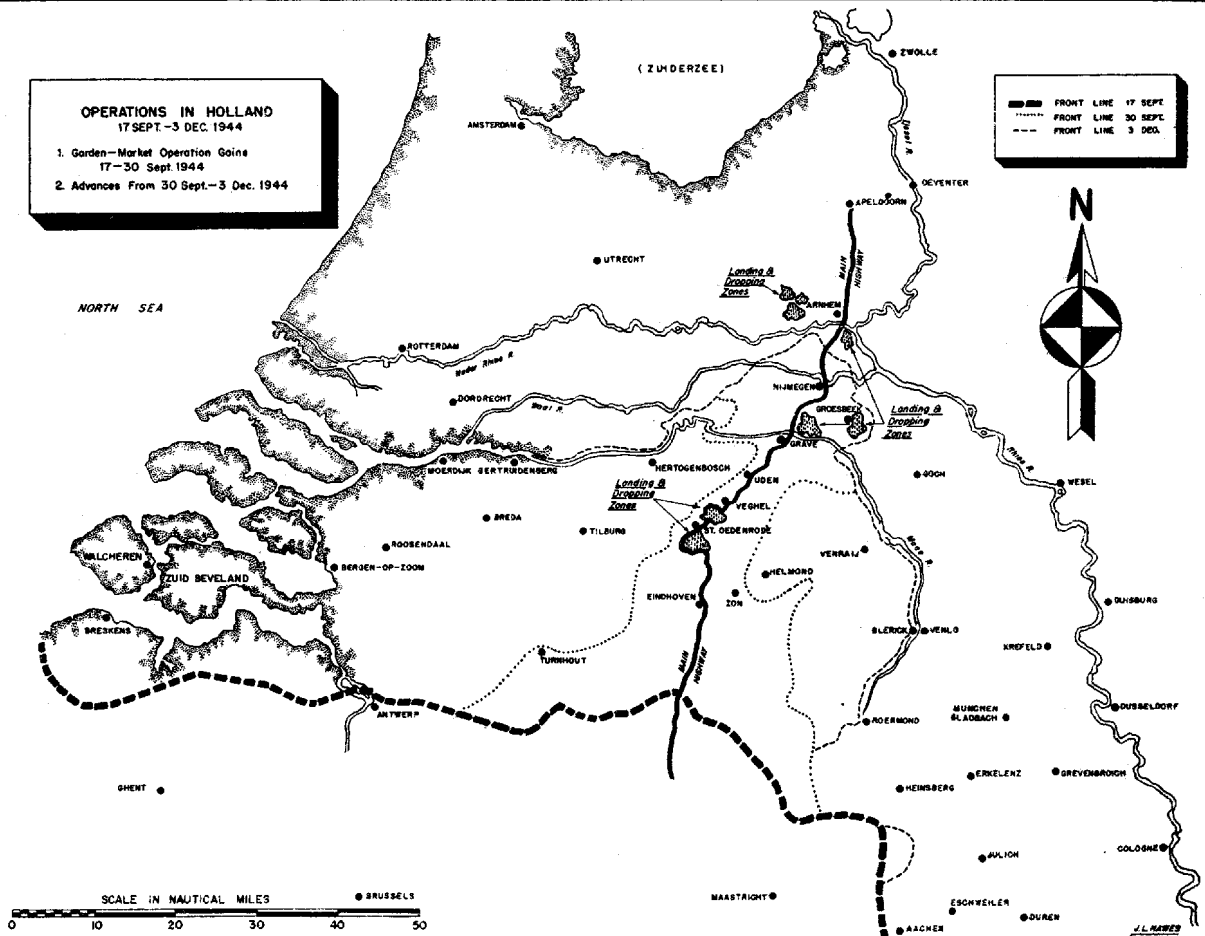 OPERATIONS IN HOLLAND
17 SEPT.-3 DEC. 1944
1. Garden-Market Operation Gains
17-30 Sept. 1944
2. Advances From 30 Sept.-3 Dec. 1944
(ZUIDERZEE)
FRONT LINE 17 SEPT.
FRONT LINE 30 SEPT.
FRONT LINE 3 DEC.
N
ZWOLLE
Yssel R.
AMSTERDAM
DEVENTER
APELDOORN
UTRECHT
MAIN
HIGHWAY
Landing &
Dropping
Zones
ARNHEM
NORTH SEA
ROTTERDAM
Neder Rhine R.
NIJMEGEN
DORDRECHT
Waal R.
GROESBEEK
Landing &
Dropping
Zones
GRAVE
MOERDIJK
GERTRUIDENBERG
HERTOGENBOSCH
Rhine R.
UDEN
GOCH
WESEL
Landing &
Dropping
Zones
VEGHEL
BREDA
TILBURG
ST. OEDENRODE
ROOSENDAAL
VENRAIJ
Maas R.
WALCHEREN
ZUID BEVELAND
BERGEN-OP-ZOOM
HELMOND
EINDHOVEN
ZON
DUISBURG
BRESKENS
BLERICK
VENLO
KREFELD
TURNHOUT
MAIN
HIGHWAY
ANTWERP
ROERMOND
MUNCHEN
GLADBACH
DUSSELDORF
GHENT
HEINSBERG
ERKELENZ
GREVENBROICH
JULICH
COLOGNE
SCALE IN NAUTICAL MILES
0 10 20 30 40 50
BRUSSELS
MAASTRICHT
ESCHWEILER
DUREN
AACHEN
J.L. HAWES